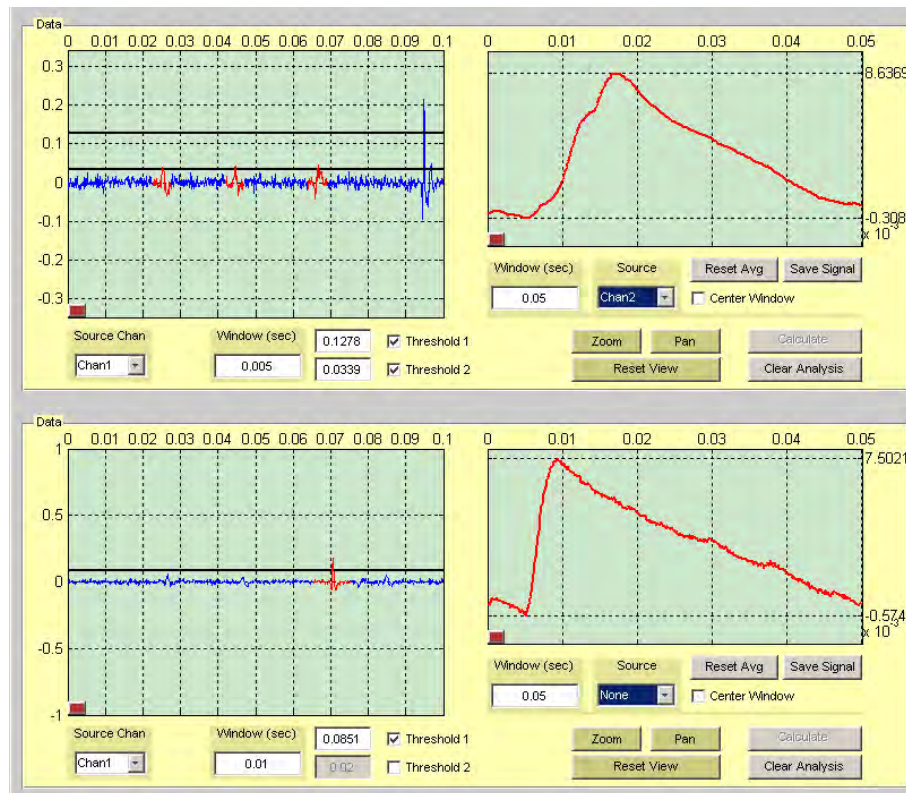 Data
0 0.01 0.02 0.03 0.04 0.05 0.06 0.07 0.08 0.09 0.1
0 0.01 0.02 0.03 0.04 0.05
0.3
0.2
0.1
0
-0.1
-0.2
-0.3
8.6369
-0.308
x 10-3
Window (sec) Source Reset Avg Save Signal
0.05 Chan2 Center Window
Source Chan Window (sec) 0.1278 Threshold 1
Chan1 0.005 0.0339 Threshold 2
Zoom Pan Calculate
Reset View Clear Analysis
Data
0 0.01 0.02 0.03 0.04 0.05 0.06 0.07 0.08 0.09 0.1
0 0.01 0.02 0.03 0.04 0.05
1
0.5
0
-0.5
-1
7.5021
-0.574
x 10-3
Window (sec) Source Reset Avg Save Signal
0.05 None Center Window
Source Chan Window (sec) 0.0851 Threshold 1
Chan1 0.01 0.02 Threshold 2
Zoom Pan Calculate
Reset View Clear Analysis